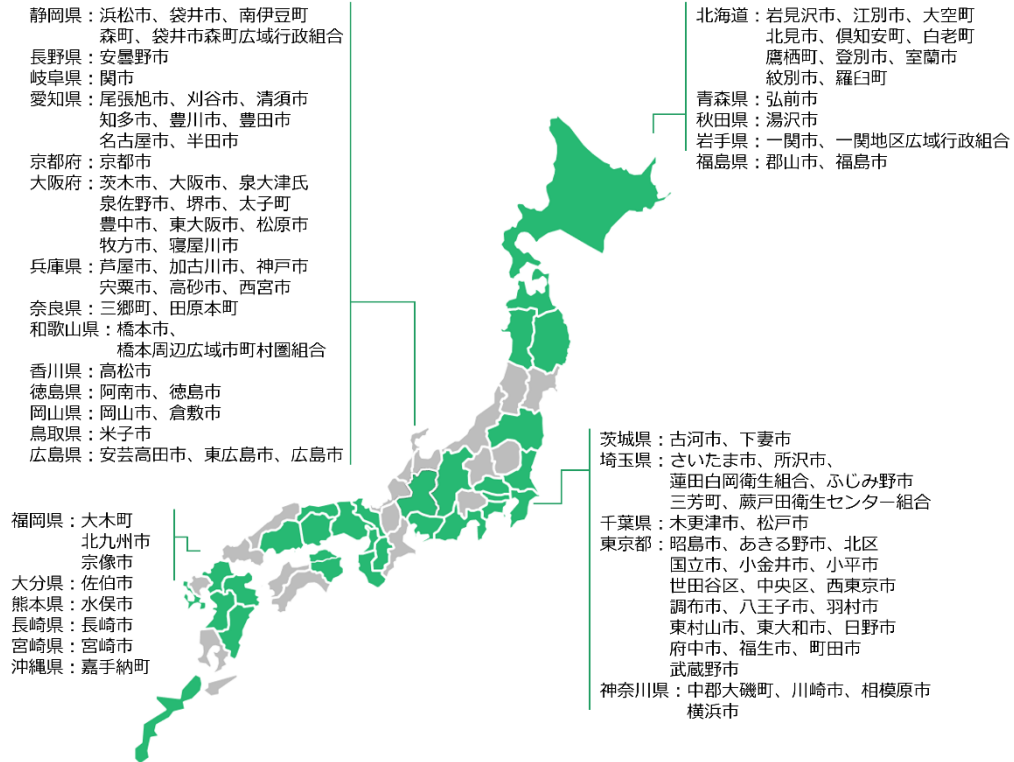 静岡県：浜松市、袋井市、南伊豆町
森町、袋井市森町広域行政組合
長野県：安曇野市
岐阜県：関市
愛知県：尾張旭市、刈谷市、清須市
知多市、豊川市、豊田市
名古屋市、半田市
京都府：京都市
大阪府：茨木市、大阪市、泉大津氏
泉佐野市、堺市、太子町
豊中市、東大阪市、松原市
牧方市、寝屋川市
兵庫県：芦屋市、加古川市、神戸市
宍粟市、高砂市、西宮市
奈良県：三郷町、田原本町
和歌山県：橋本市、
橋本周辺広域市町村圏組合
香川県：高松市
徳島県：阿南市、徳島市
岡山県：岡山市、倉敷市
鳥取県：米子市
広島県：安芸高田市、東広島市、広島市
北海道：岩見沢市、江別市、大空町
北見市、倶知安町、白老町
鷹栖町、登別市、室蘭市
紋別市、羅臼町
青森県：弘前市
秋田県：湯沢市
岩手県：一関市、一関地区広域行政組合
福島県：郡山市、福島市
茨城県：古河市、下妻市
埼玉県：さいたま市、所沢市、
蓮田白岡衛生組合、ふじみ野市
三芳町、蕨戸田衛生センター組合
千葉県：木更津市、松戸市
東京都：昭島市、あきる野市、北区
国立市、小金井市、小平市
世田谷区、中央区、西東京市
調布市、八王子市、羽村市
東村山市、東大和市、日野市
府中市、福生市、町田市
武蔵野市
神奈川県：中郡大磯町、川崎市、相模原市
横浜市
福岡県：大木町
北九州市
宗像市
大分県：佐伯市
熊本県：水俣市
長崎県：長崎市
宮崎県：宮崎市
沖縄県：嘉手納町